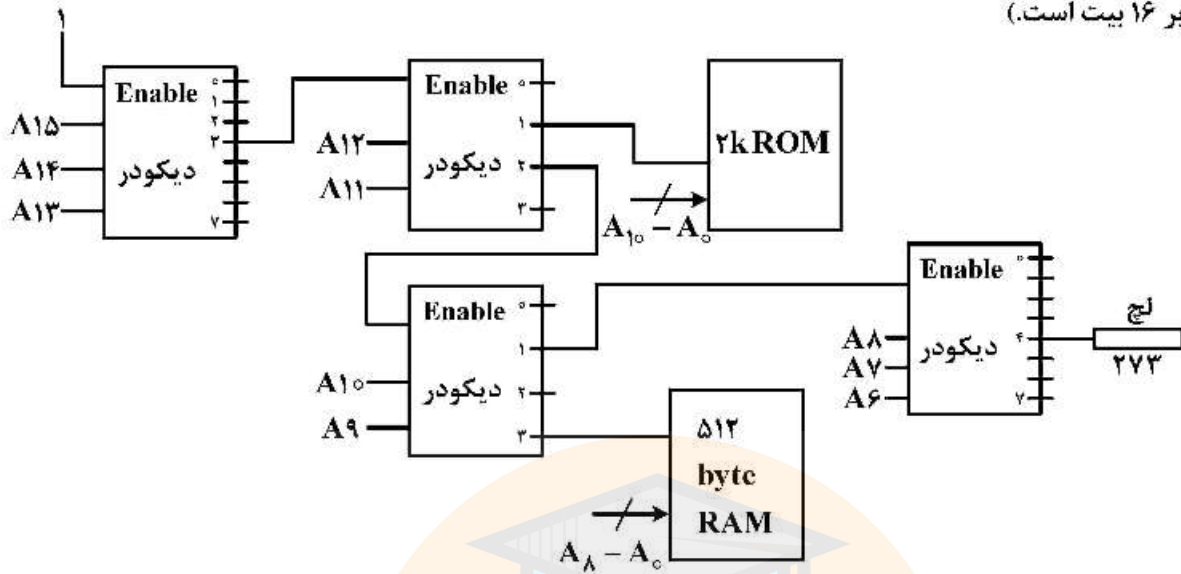 بر ۱۶ بیت است.)
۱
Enable
۰
۱
۲
۳
۷
A۱۵
A۱۴
A۱۳
دیکودر
Enable
۰
۱
۲
۳
A۱۲
A۱۱
دیکودر
۲k ROM
A۱۰ – A۰
Enable
۰
۱
۲
۳
A۱۰
A۹
دیکودر
Enable
۰
۴
۷
A۸
A۷
A۶
دیکودر
لچ
۲۷۳
۵۱۲
byte
RAM
A۸ – A۰